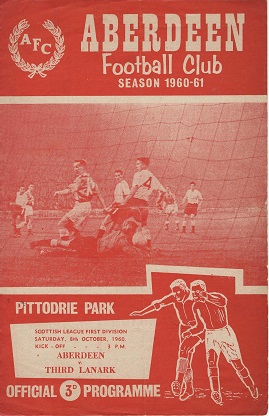 AFC
ABERDEEN
Football Club
SEASON 1960-61
PITTODRIE PARK
SCOTTISH LEAGUE FIRST DIVISION
SATURDAY, 8th OCTOBER, 1960.
KICK-OFF - - - - 3 P.M.
ABERDEEN
v.
THIRD LANARK
OFFICIAL 3D PROGRAMME